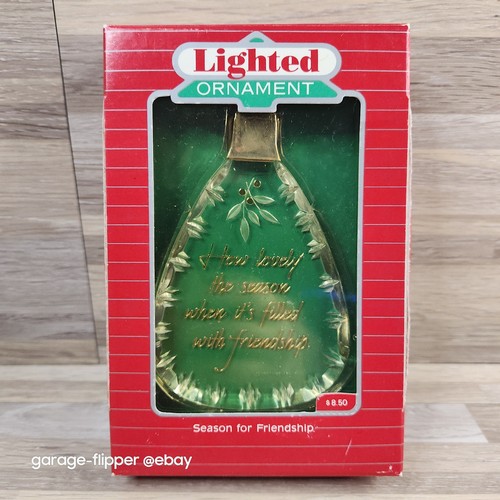 Lighted
ORNAMENT
How lovely
the season
when it's filled
with friendship.
$8.50
Season for Friendship
garage-flipper @ebay